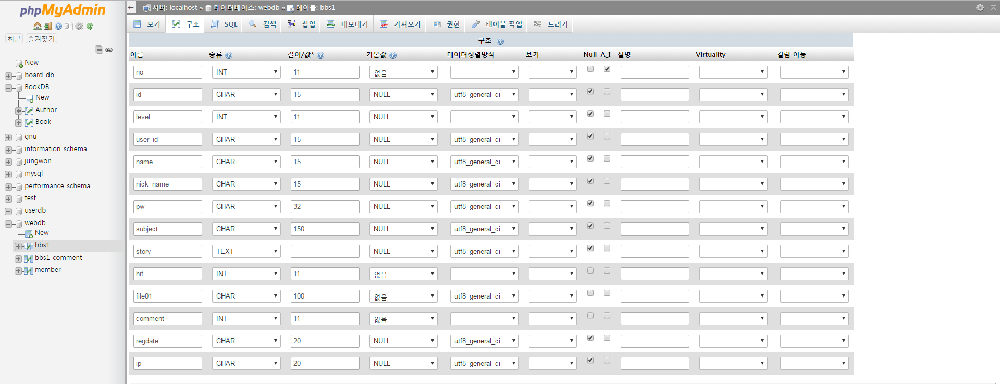 phpMyAdmin
최근 즐겨찾기
New
board_db
BookDB
New
Author
Book
gnu
information_schema
jungwon
mysql
performance_schema
test
userdb
webdb
New
bbs1
bbs1_comment
member
서버: localhost » 데이터베이스: webdb » 테이블: bbs1
보기 구조 SQL 검색 삽입 내보내기 가져오기 권한 테이블 작업 트리거
구조
이름 종류 길이/값* 기본값 데이터정렬방식 보기 Null A_I 설명 Virtuality 컬럼 이동
no INT 11 없음
id CHAR 15 NULL utf8_general_ci
level INT 11 NULL
user_id CHAR 15 NULL utf8_general_ci
name CHAR 15 NULL utf8_general_ci
nick_name CHAR 15 NULL utf8_general_ci
pw CHAR 32 NULL utf8_general_ci
subject CHAR 150 NULL utf8_general_ci
story TEXT NULL utf8_general_ci
hit INT 11 없음
file01 CHAR 100 없음 utf8_general_ci
comment INT 11 없음
regdate CHAR 20 NULL utf8_general_ci
ip CHAR 20 NULL utf8_general_ci